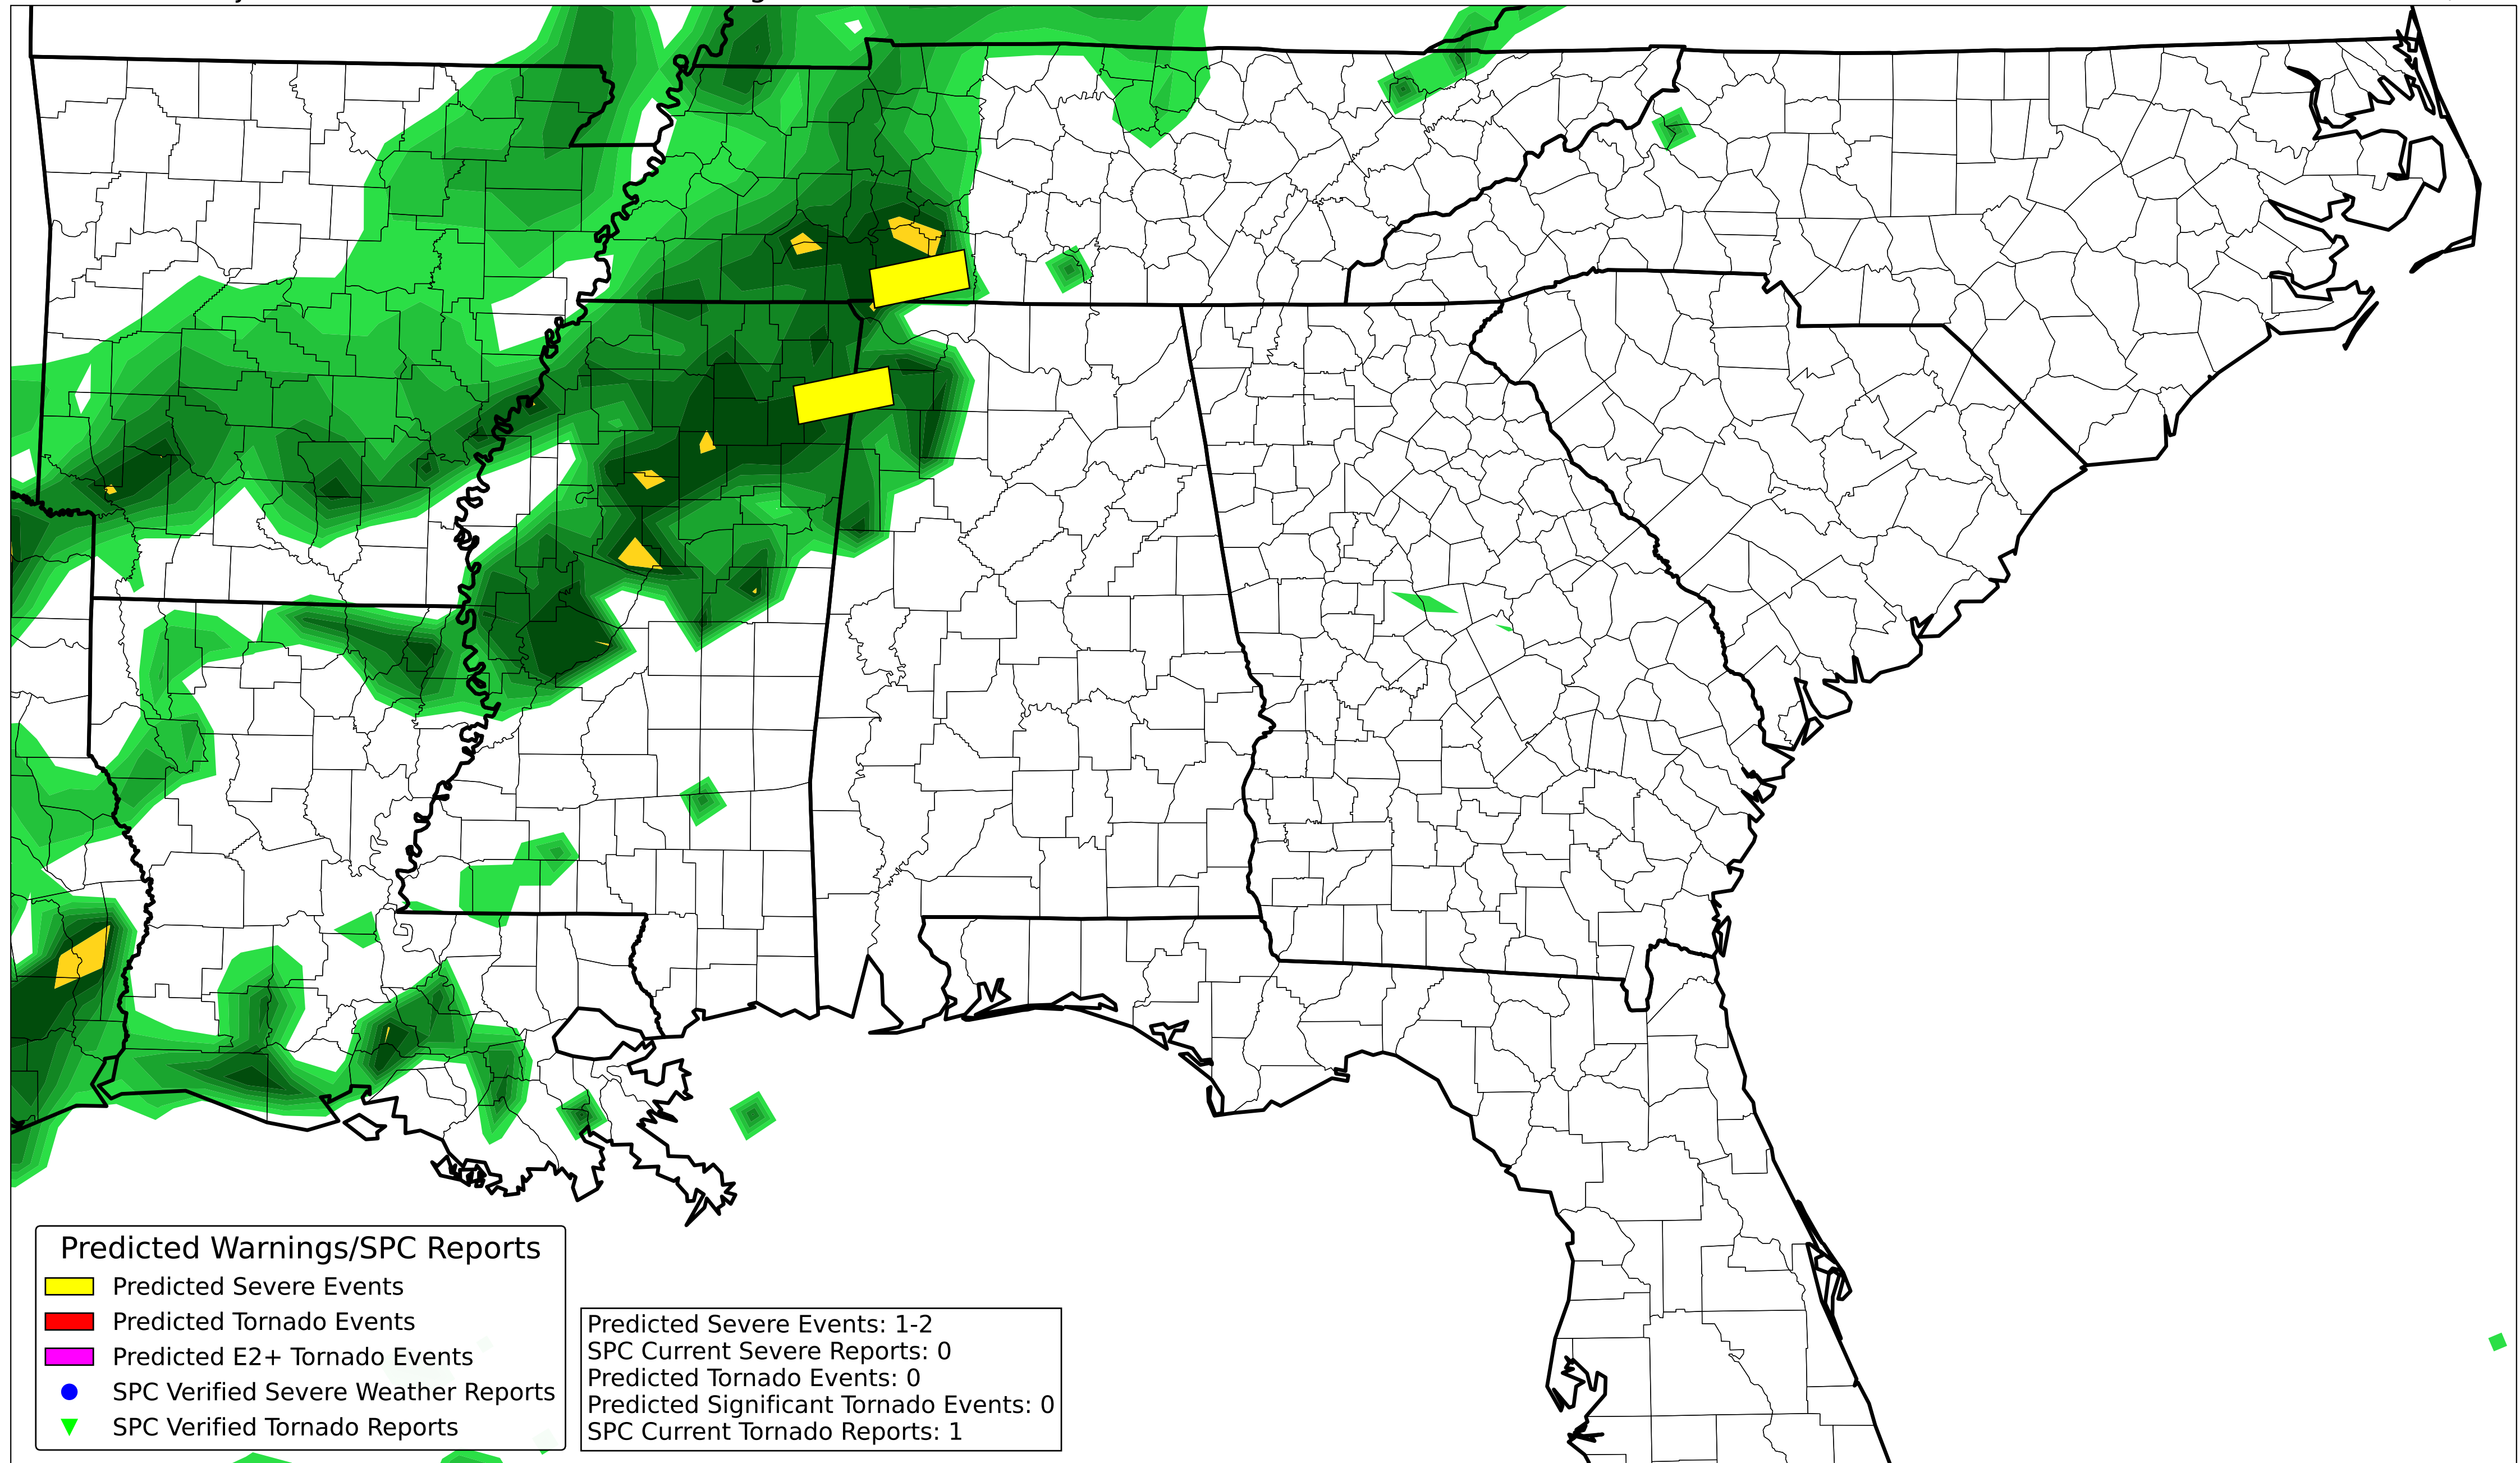 Predicted Warnings/SPC Reports
Predicted Severe Events
Predicted Tornado Events
Predicted E2+ Tornado Events
SPC Verified Severe Weather Reports
SPC Verified Tornado Reports
Predicted Severe Events: 1-2
SPC Current Severe Reports: 0
Predicted Tornado Events: 0
Predicted Significant Tornado Events: 0
SPC Current Tornado Reports: 1